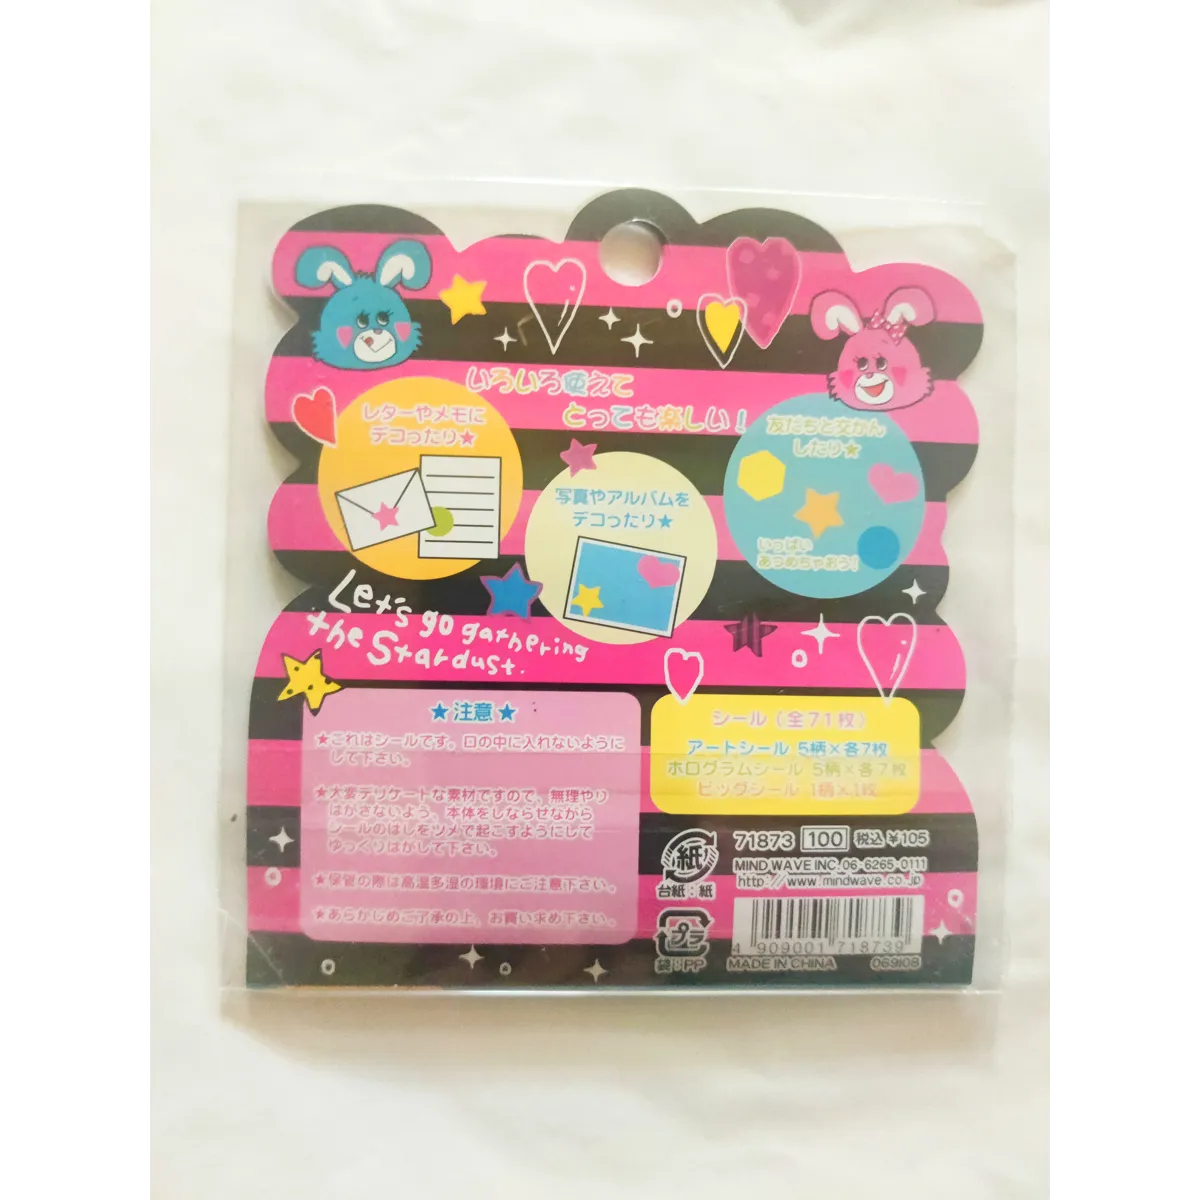 いろいろ使えて
とっても楽しい!
レターやメモに
デコったり★
写真やアルバムを
デコったり★
友だちと交かん
したり★
いっぱい
あつめちゃおう!
Let's go gathering
the Stardust.
★注意★
★これはシールです。口の中に入れないように
して下さい。
★大変デリケートな素材ですので、無理やり
はがさないよう、本体をしならせながら
シールのはしをツメで起こすようにして
ゆっくりはがして下さい。
★保管の際は高温多湿の環境にご注意下さい。
★あらかじめご了承の上、お買い求め下さい。
シール(全71枚)
アートシール 5柄×各7枚
ホログラムシール 5柄×各7枚
ビッグシール 1柄×1枚
紙
台紙:紙
プラ
袋:PP
71873 100 税込¥105
MIND WAVE INC. 06-6265-0111
http://www.mindwave.co.jp
4 909001 718739
MADE IN CHINA 069I08